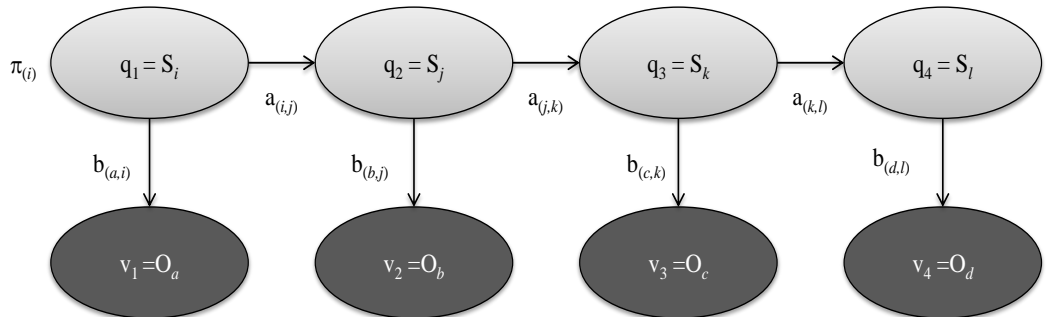 π(i) q1 = Si q2 = Sj q3 = Sk q4 = Sl
a(i,j) a(j,k) a(k,l)
b(a,i) b(b,j) b(c,k) b(d,l)
v1=Oa v2=Ob v3=Oc v4=Od